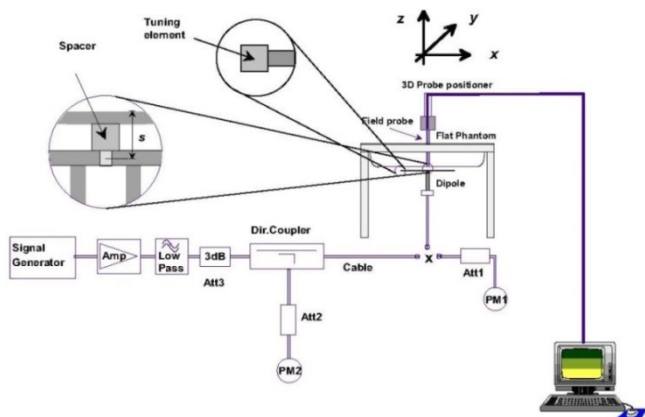 Tuning
element
Spacer
s
z
y
x
3D Probe positioner
Field probe
Flat Phantom
Dipole
Signal
Generator
Amp
Low
Pass
3dB
Att3
Dir.Coupler
Cable
x
Att1
PM1
Att2
PM2